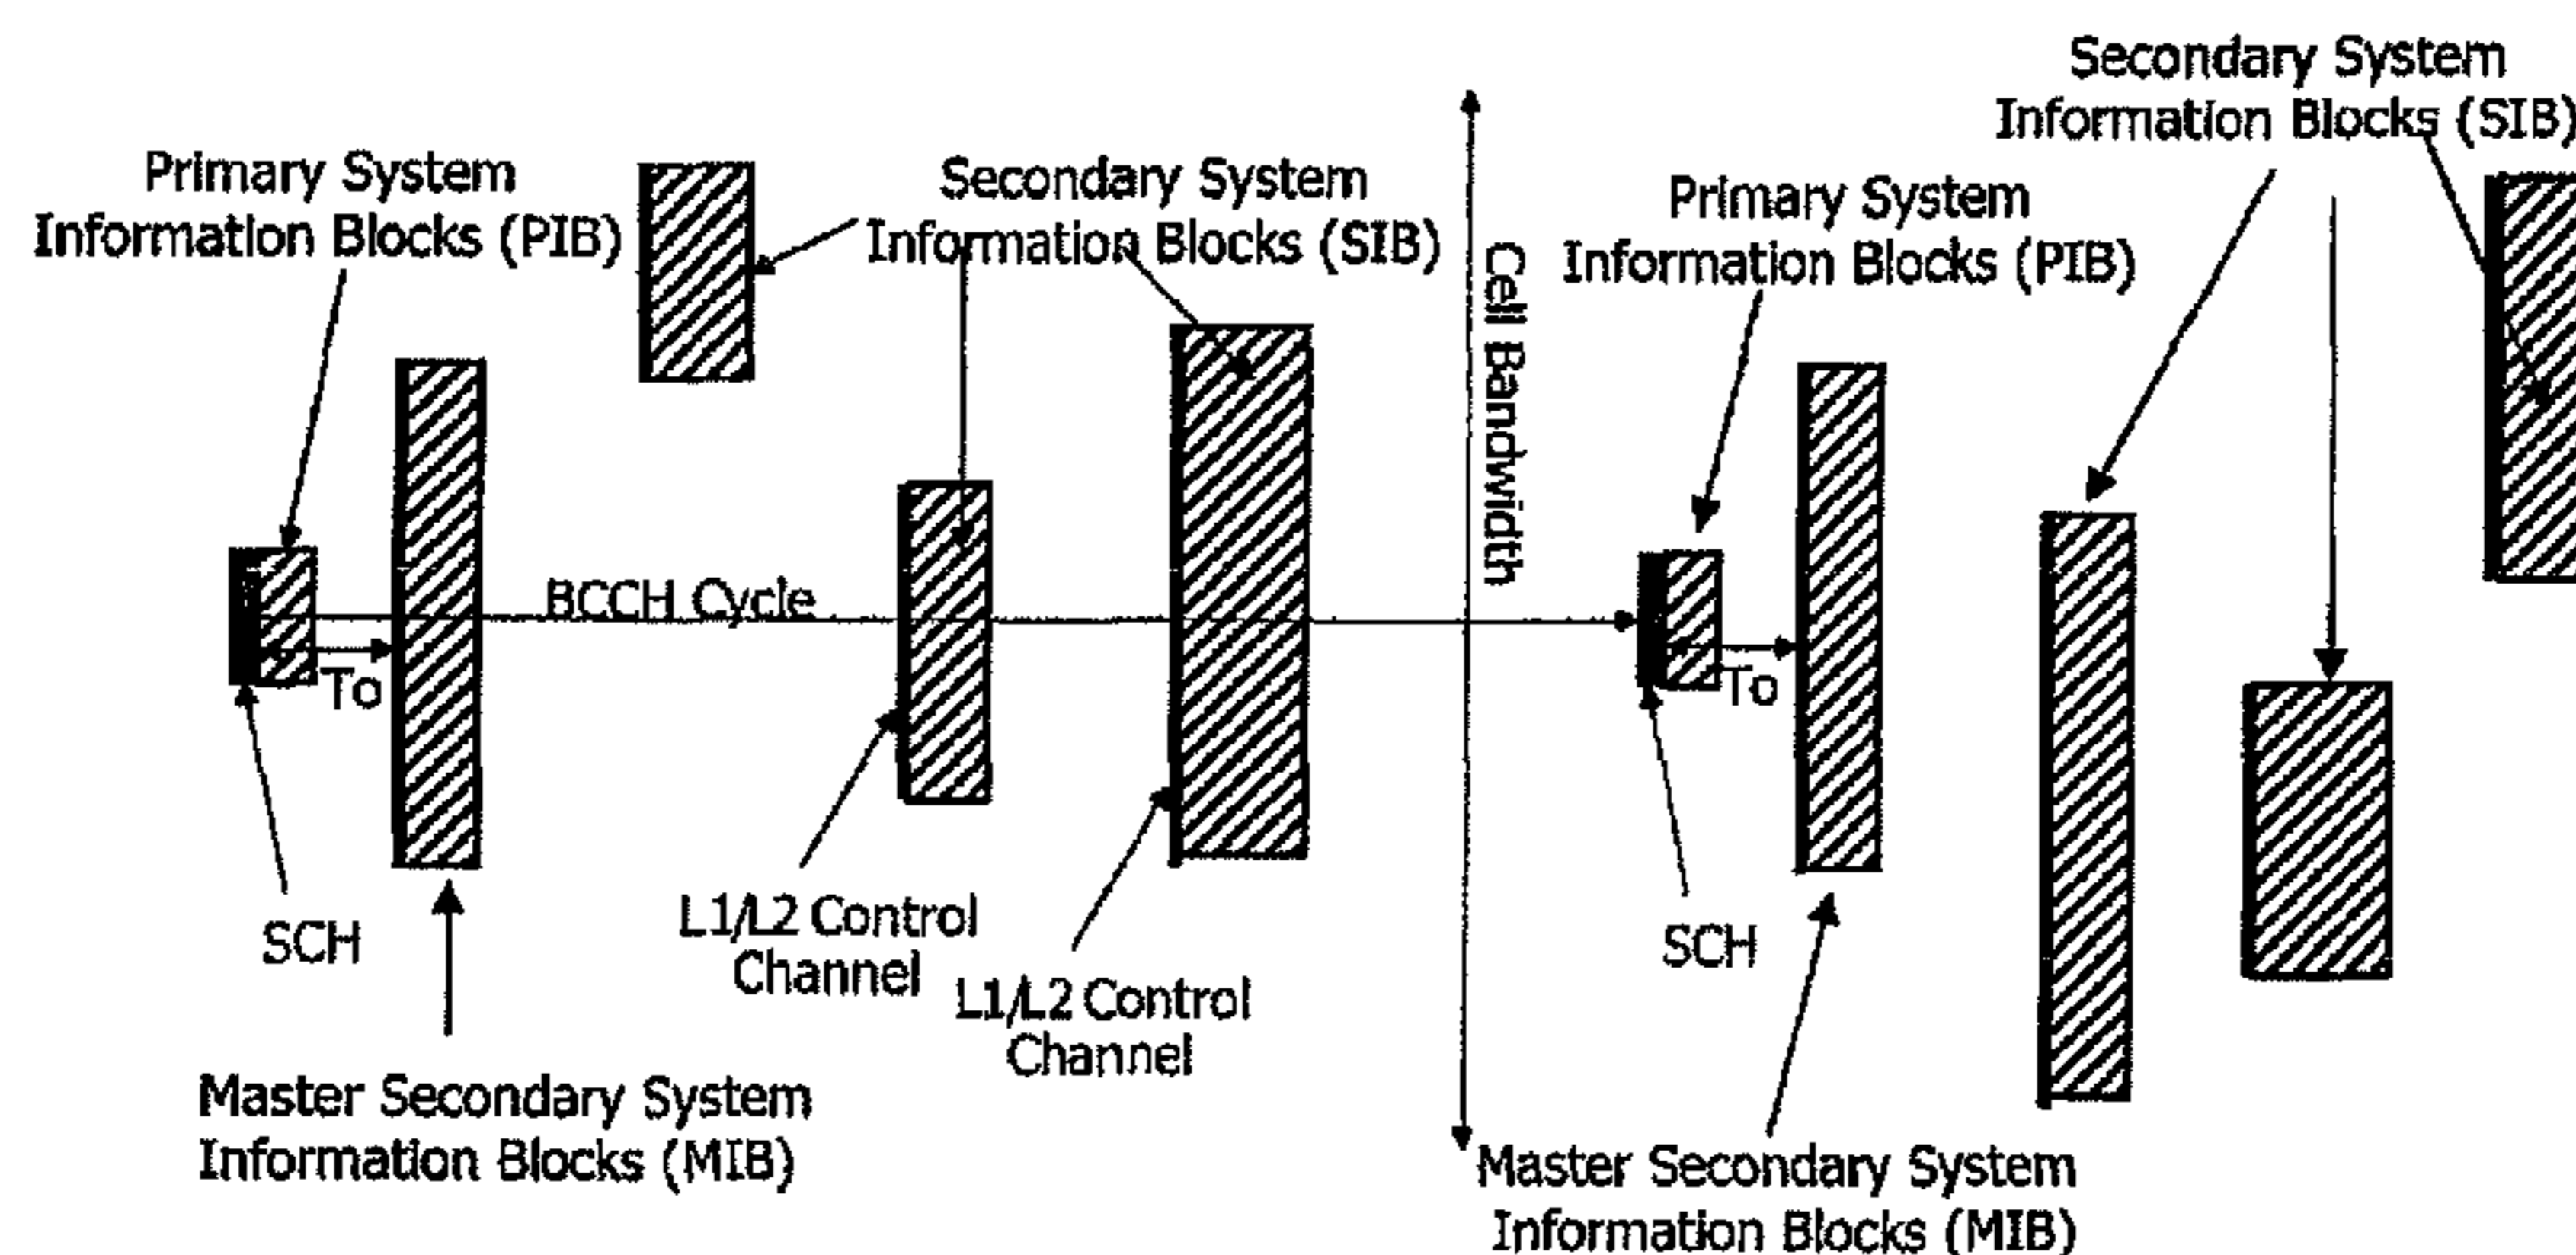 Primary System
Information Blocks (PIB)
Secondary System
Information Blocks (SIB)
Cell Bandwidth
Primary System
Information Blocks (PIB)
Secondary System
Information Blocks (SIB)
BCCH Cycle
To
To
SCH
L1/L2 Control
Channel
L1/L2 Control
Channel
SCH
Master Secondary System
Information Blocks (MIB)
Master Secondary System
Information Blocks (MIB)